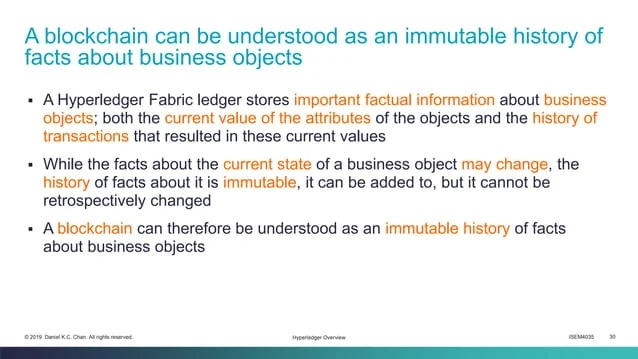 A blockchain can be understood as an immutable history of
facts about business objects
▪ A Hyperledger Fabric ledger stores important factual information about business
objects; both the current value of the attributes of the objects and the history of
transactions that resulted in these current values
▪ While the facts about the current state of a business object may change, the
history of facts about it is immutable, it can be added to, but it cannot be
retrospectively changed
▪ A blockchain can therefore be understood as an immutable history of facts
about business objects
© 2019 Daniel K.C. Chan. All rights reserved. Hyperledger Overview ISEM4035 30